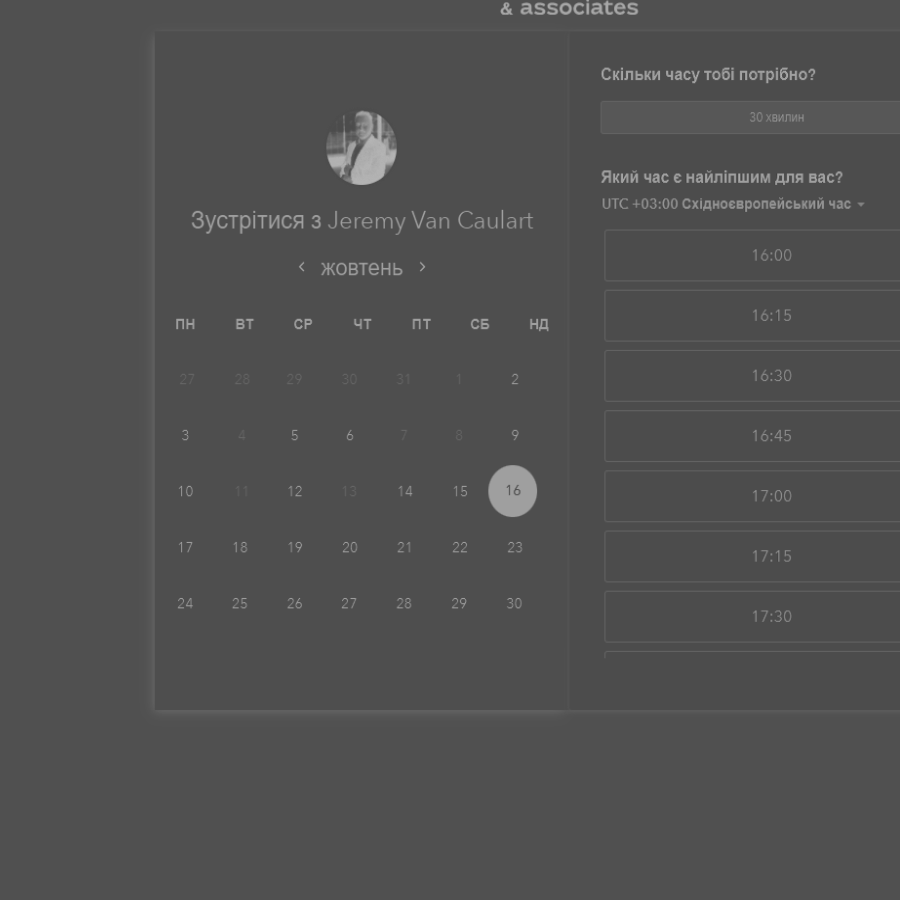 & associates
Зустрітися з Jeremy Van Caulart
жовтень
ПН ВТ СР ЧТ ПТ СБ НД
27 28 29 30 31 1 2
3 4 5 6 7 8 9
10 11 12 13 14 15 16
17 18 19 20 21 22 23
24 25 26 27 28 29 30
Скільки часу тобі потрібно?
30 хвилин
Який час є найліпшим для вас?
UTC +03:00 Східноєвропейський час
16:00
16:15
16:30
16:45
17:00
17:15
17:30